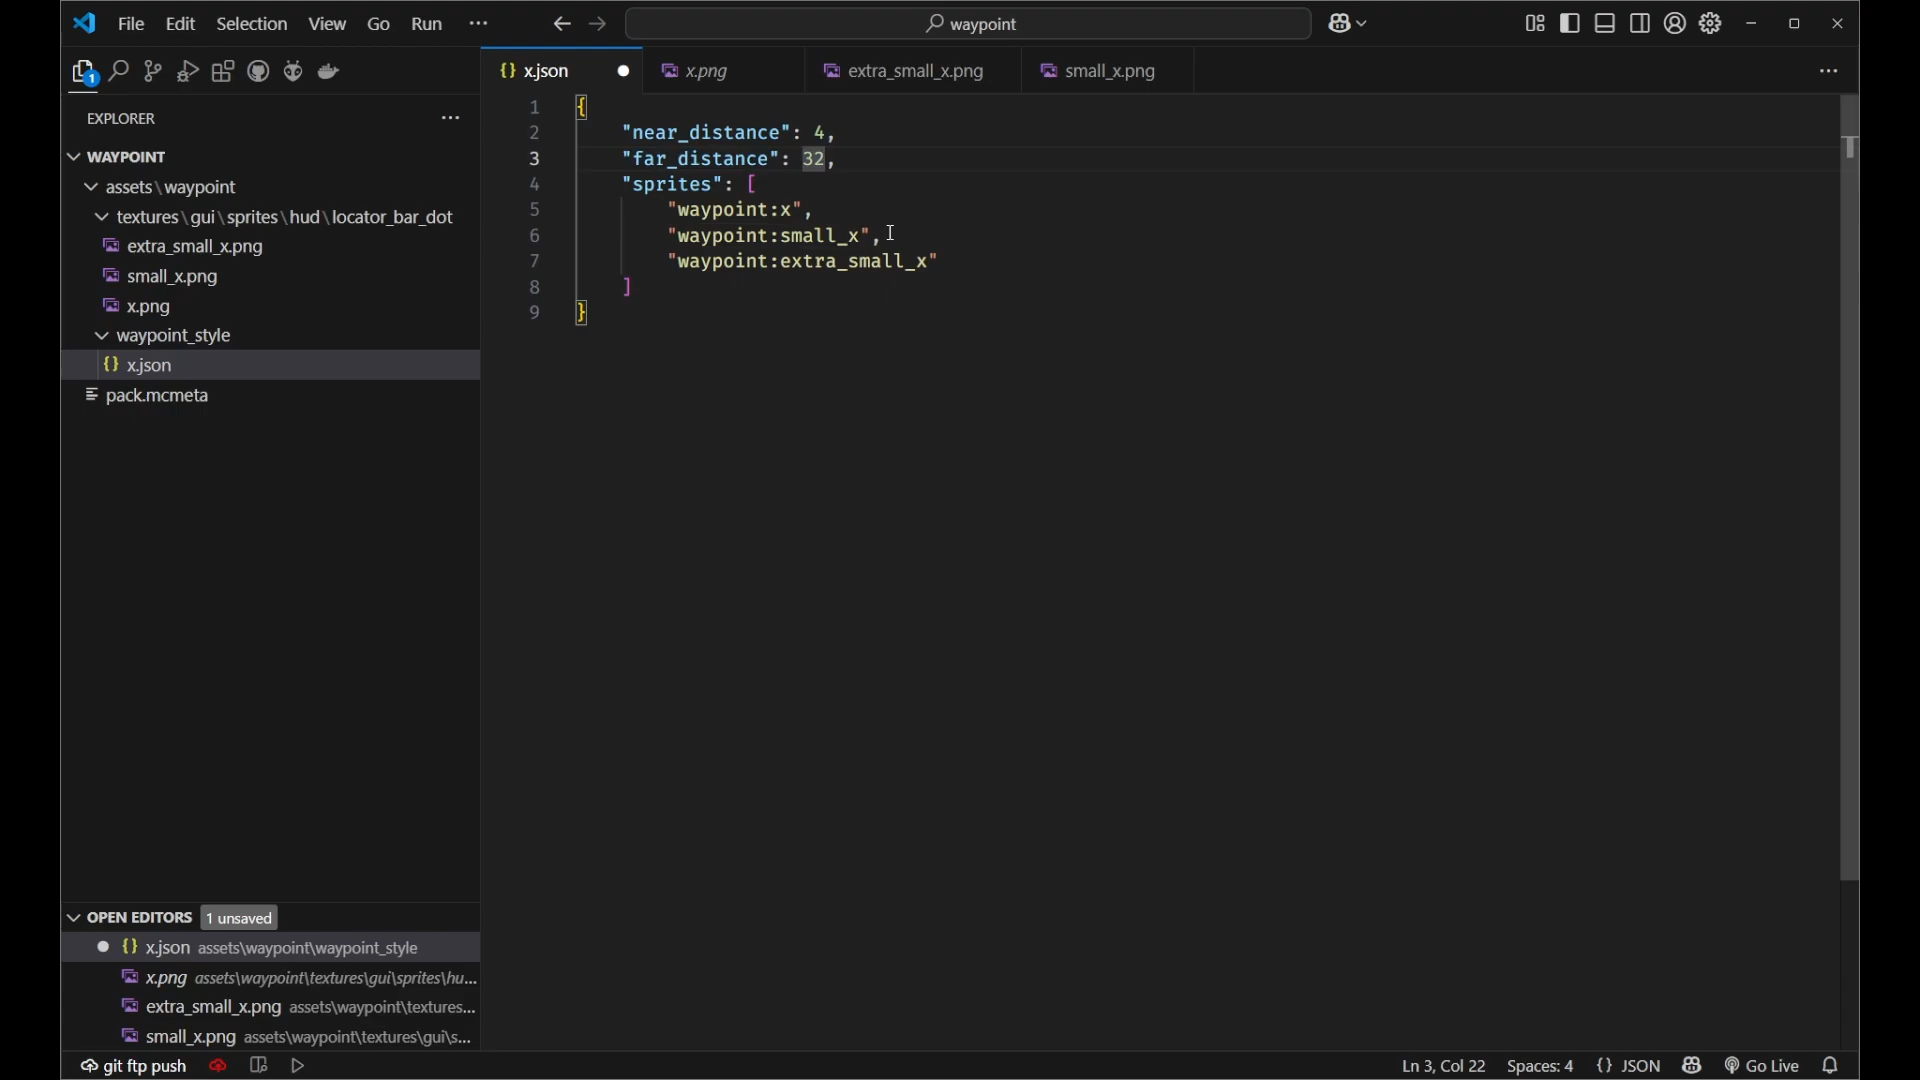 File Edit Selection View Go Run ···
waypoint
1
x.json
x.png
extra_small_x.png
small_x.png
EXPLORER
WAYPOINT
assets\waypoint
textures\gui\sprites\hud\locator_bar_dot
extra_small_x.png
small_x.png
x.png
waypoint_style
{} x.json
pack.mcmeta
1 {
2 "near_distance": 4,
3 "far_distance": 32,
4 "sprites": [
5 "waypoint:x",
6 "waypoint:small_x",
7 "waypoint:extra_small_x"
8 ]
9 }
OPEN EDITORS 1 unsaved
{} x.json assets\waypoint\waypoint_style
x.png assets\waypoint\textures\gui\sprites\hu...
extra_small_x.png assets\waypoint\textures...
small_x.png assets\waypoint\textures\gui\s...
git ftp push
Ln 3, Col 22 Spaces: 4 {} JSON Go Live